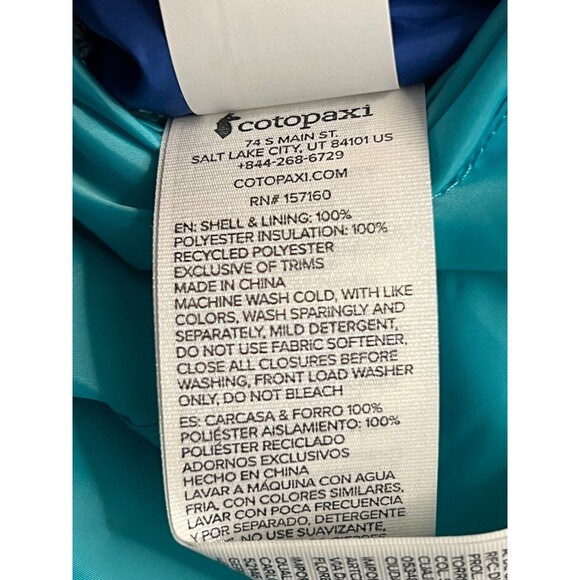 cotopaxi
74 S MAIN ST.
SALT LAKE CITY, UT 84101 US
+844-268-6729
COTOPAXI.COM
RN# 157160
EN: SHELL & LINING: 100%
POLYESTER INSULATION: 100%
RECYCLED POLYESTER
EXCLUSIVE OF TRIMS
MADE IN CHINA
MACHINE WASH COLD, WITH LIKE
COLORS, WASH SPARINGLY AND
SEPARATELY, MILD DETERGENT,
DO NOT USE FABRIC SOFTENER,
CLOSE ALL CLOSURES BEFORE
WASHING, FRONT LOAD WASHER
ONLY, DO NOT BLEACH
ES: CARCASA & FORRO 100%
POLIÉSTER AISLAMIENTO: 100%
POLIÉSTER RECICLADO
ADORNOS EXCLUSIVOS
HECHO EN CHINA
LAVAR A MÁQUINA CON AGUA
FRIA, CON COLORES SIMILARES,
LAVAR CON POCA FRECUENCIA
Y POR SEPARADO, DETERGENTE
NO USE SUAVIZANTE,